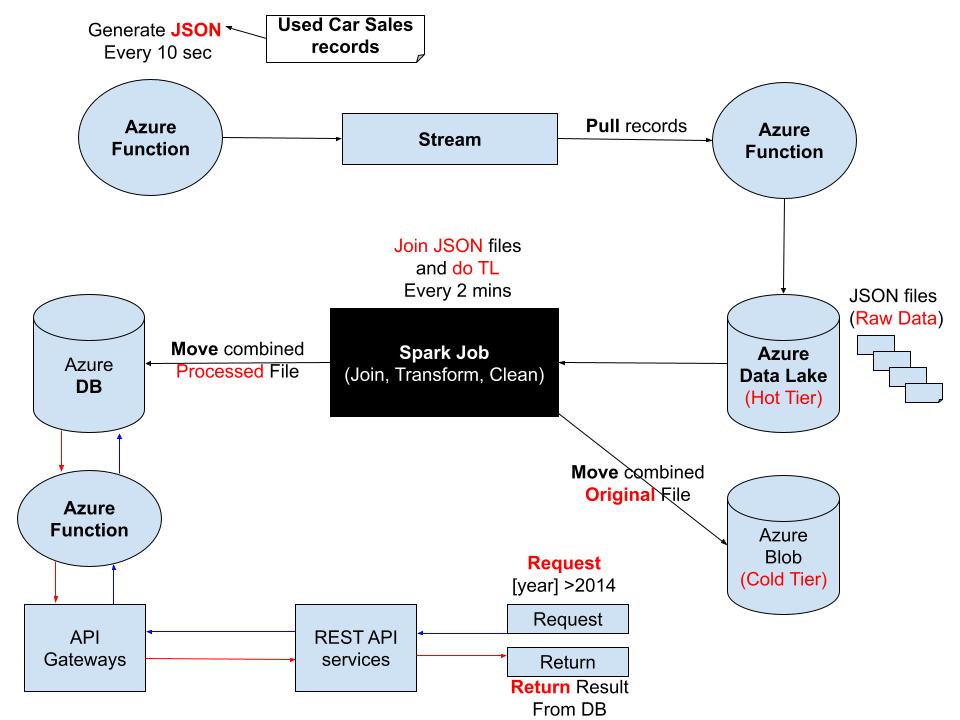 Generate JSON
Every 10 sec
Used Car Sales
records
Azure
Function
Stream
Pull records
Azure
Function
Join JSON files
and do TL
Every 2 mins
JSON files
(Raw Data)
Azure
DB
Move combined
Processed File
Spark Job
(Join, Transform, Clean)
Azure
Data Lake
(Hot Tier)
Move combined
Original File
Azure
Function
Azure
Blob
(Cold Tier)
Request
[year] >2014
API
Gateways
REST API
services
Request
Return
Return Result
From DB